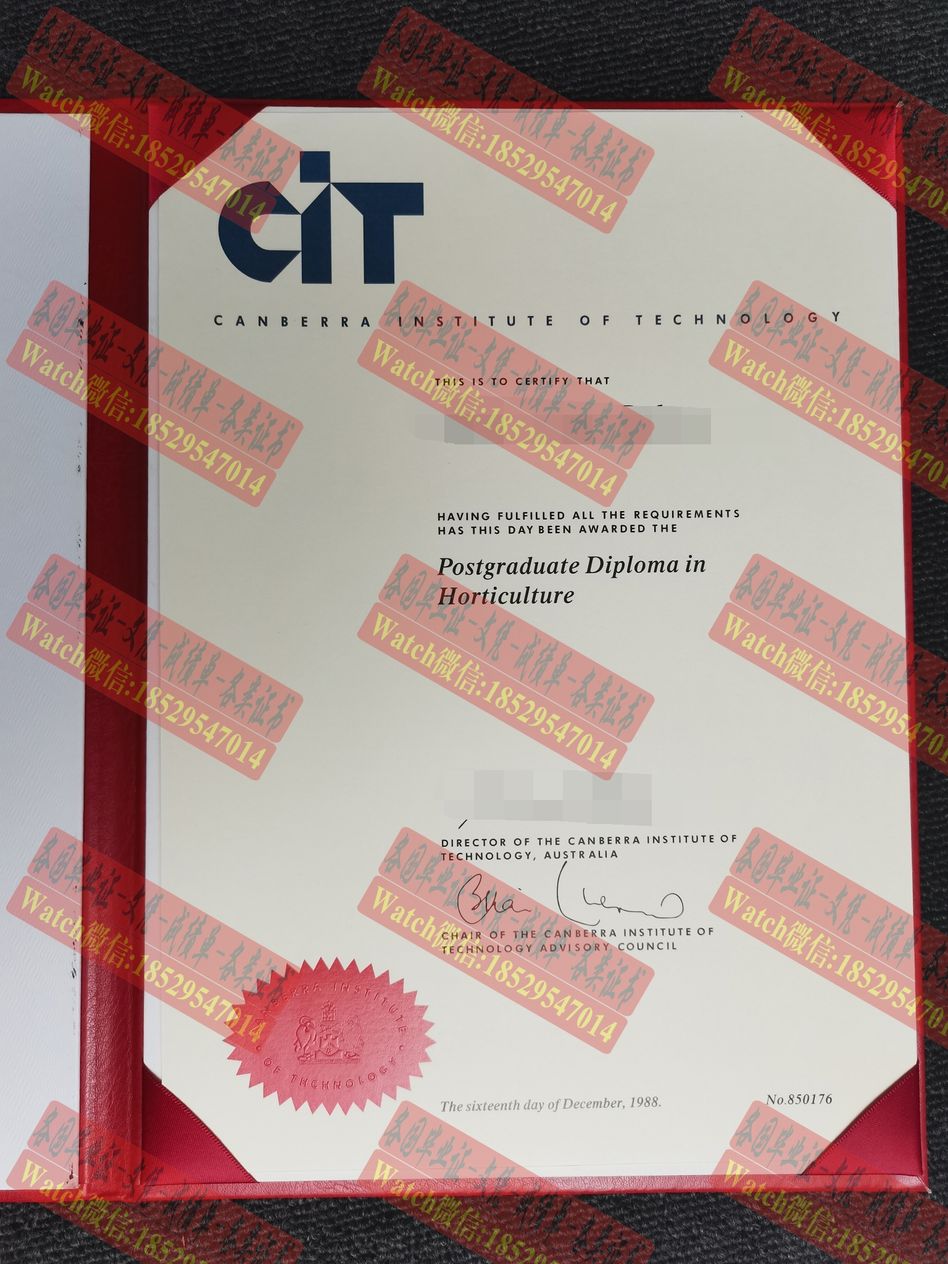 CIT
CANBERRA INSTITUTE OF TECHNOLOGY
THIS IS TO CERTIFY THAT
HAVING FULFILLED ALL THE REQUIREMENTS
HAS THIS DAY BEEN AWARDED THE
Postgraduate Diploma in
Horticulture
DIRECTOR OF THE CANBERRA INSTITUTE OF
TECHNOLOGY, AUSTRALIA
CHAIR OF THE CANBERRA INSTITUTE OF
TECHNOLOGY ADVISORY COUNCIL
CANBERRA INSTITUTE
OF TECHNOLOGY
The sixteenth day of December, 1988.
No.850176
各国毕业证-文凭-成绩单-各类证书
Watch微信:18529547014